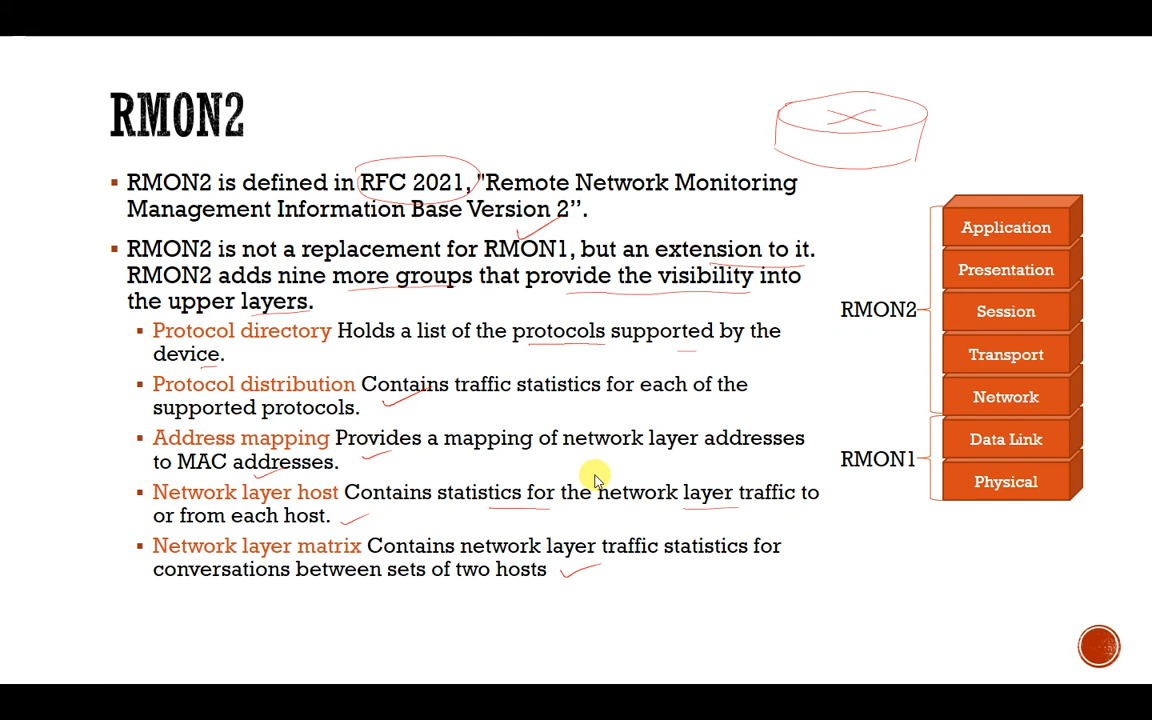 RMON2
RMON2 is defined in RFC 2021, "Remote Network Monitoring
Management Information Base Version 2”.
RMON2 is not a replacement for RMON1, but an extension to it.
RMON2 adds nine more groups that provide the visibility into
the upper layers.
Protocol directory Holds a list of the protocols supported by the
device.
Protocol distribution Contains traffic statistics for each of the
supported protocols.
Address mapping Provides a mapping of network layer addresses
to MAC addresses.
Network layer host Contains statistics for the network layer traffic to
or from each host.
Network layer matrix Contains network layer traffic statistics for
conversations between sets of two hosts
Application
Presentation
RMON2
Session
Transport
Network
Data Link
RMON1
Physical